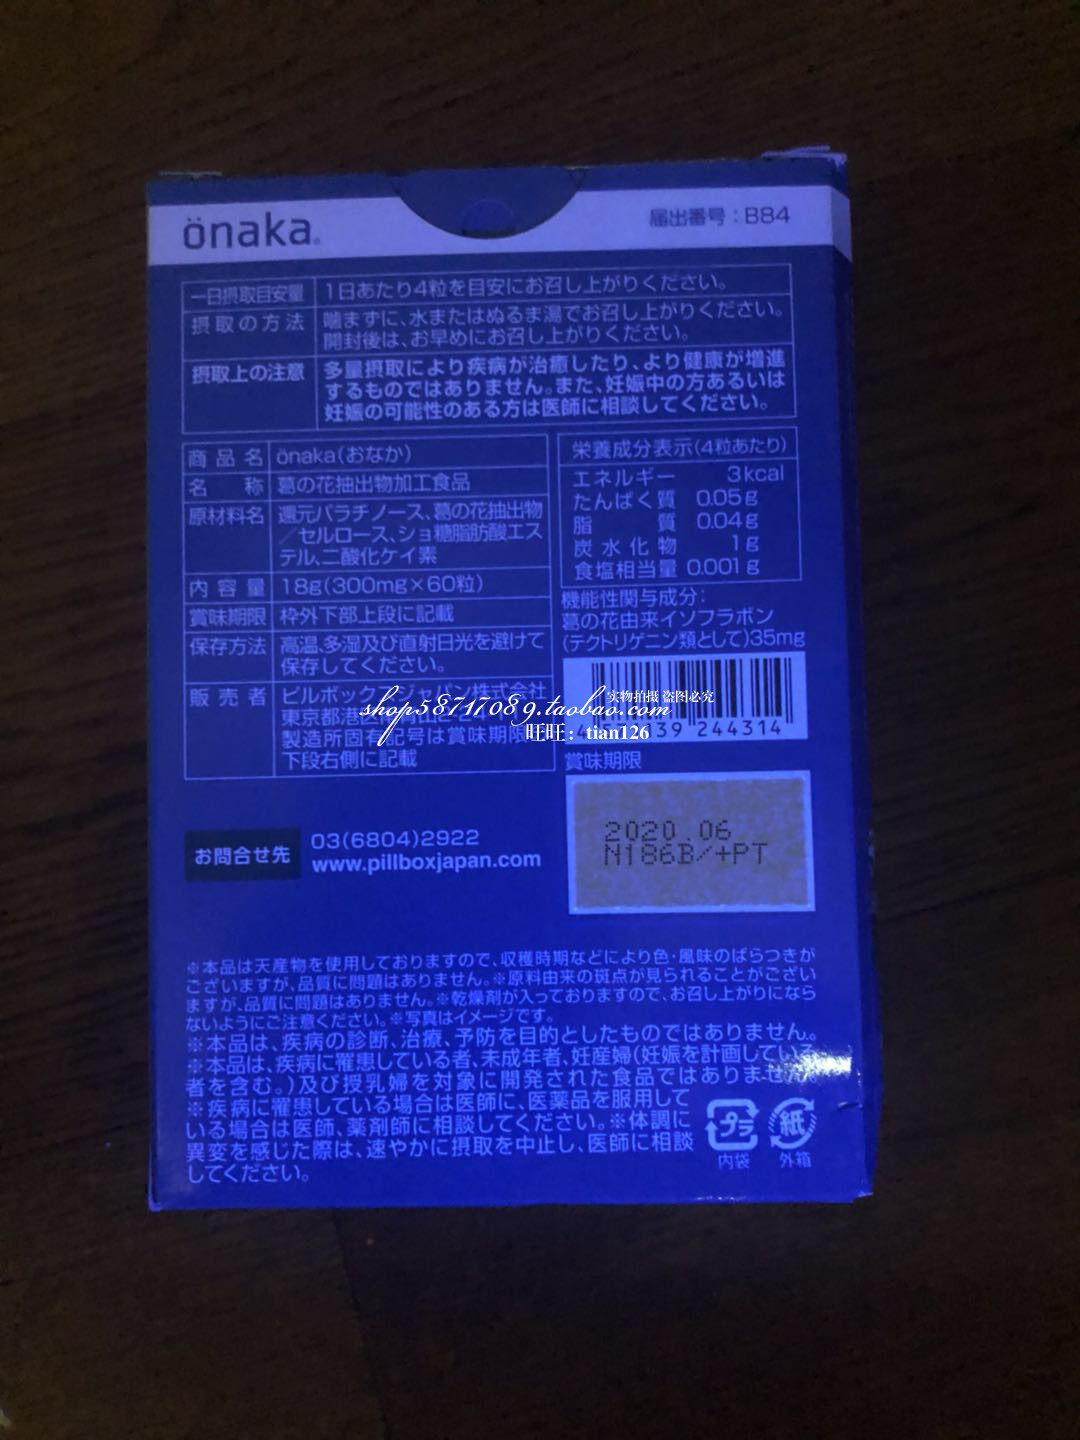 önaka®
届出番号：B84
一日摂取目安量 1日あたり4粒を目安にお召し上がりください。
摂取の方法 噛まずに、水またはぬるま湯でお召し上がりください。
開封後は、お早めにお召し上がりください。
摂取上の注意 多量摂取により疾病が治癒したり、より健康が増進
するものではありません。また、妊娠中の方あるいは
妊娠の可能性のある方は医師に相談してください。
商品名 önaka(おなか)
名称 葛の花抽出物加工食品
原材料名 還元パラチノース、葛の花抽出物
／セルロース、ショ糖脂肪酸エス
テル、二酸化ケイ素
内容量 18g(300mg×60粒)
賞味期限 枠外下部上段に記載
保存方法 高温、多湿及び直射日光を避けて
保存してください。
販売者 ピルボックスジャパン株式会社
東京都港
製造所固有記号は賞味期限
下段右側に記載
栄養成分表示(4粒あたり)
エネルギー 3kcal
たんぱく質 0.05g
脂質 0.04g
炭水化物 1g
食塩相当量 0.001g
機能性関与成分：
葛の花由来イソフラボン
(テクトリゲニン類として)35mg
実物拍摄 盗图必究
shop58717089.taobao.com
旺旺：tian126
39 244314
賞味期限
2020.06
N186B/+PT
お問合せ先 03(6804)2922
www.pillboxjapan.com
※本品は天産物を使用しておりますので、収穫時期などにより色・風味のばらつきが
ございますが、品質に問題はありません。※原料由来の斑点が見られることがござい
ますが、品質に問題はありません。※乾燥剤が入っておりますので、お召し上がりになら
ないようにご注意ください。※写真はイメージです。
※本品は、疾病の診断、治療、予防を目的としたものではありません。
※本品は、疾病に罹患している者、未成年者、妊産婦(妊娠を計画している
者を含む。)及び授乳婦を対象に開発された食品ではありません。
※疾病に罹患している場合は医師に、医薬品を服用して
いる場合は医師、薬剤師に相談してください。※体調に
異変を感じた際は、速やかに摂取を中止し、医師に相談
してください。
プラ 紙
内袋 外箱